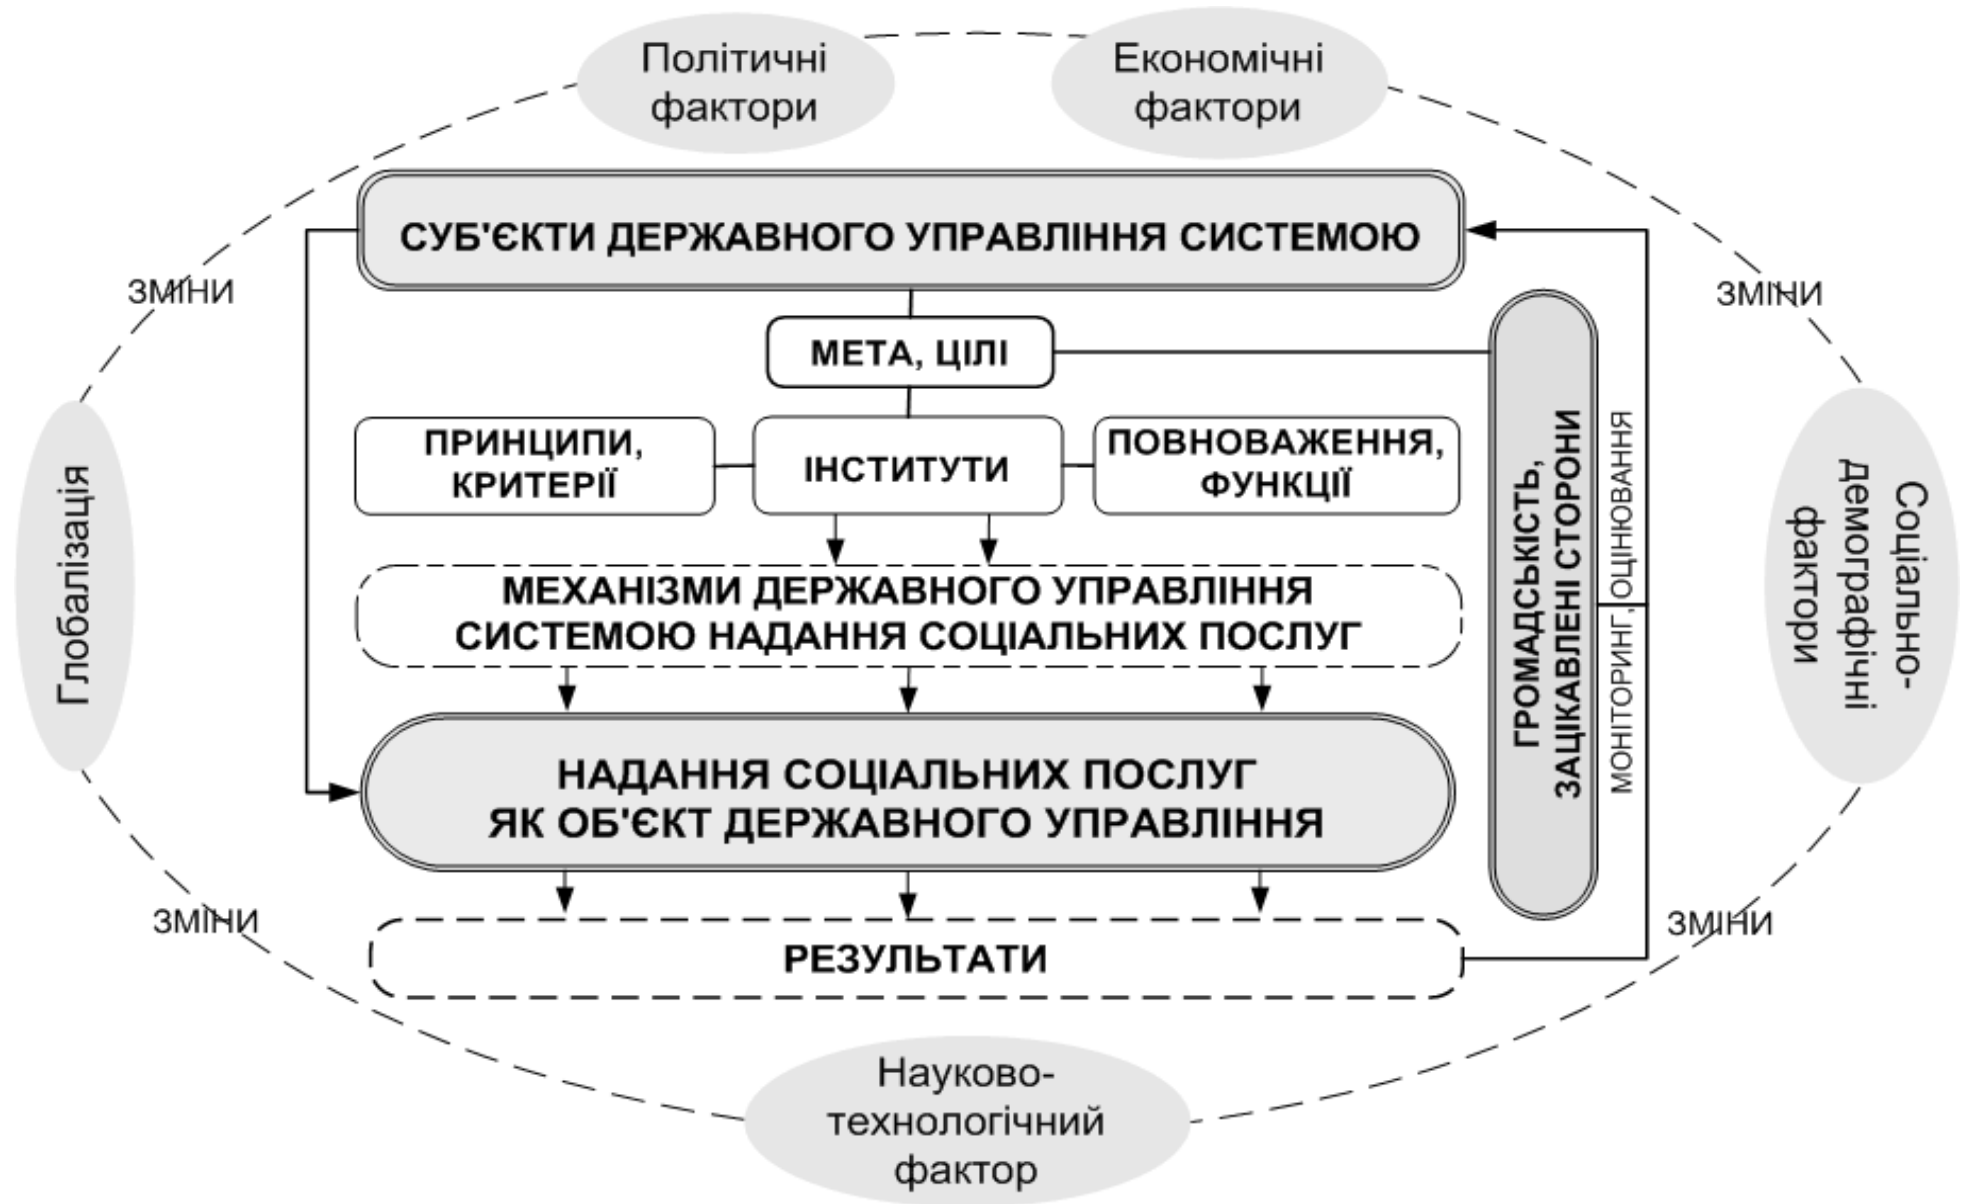 Політичні
фактори
Економічні
фактори
СУБ'ЄКТИ ДЕРЖАВНОГО УПРАВЛІННЯ СИСТЕМОЮ
ЗМІНИ
ЗМІНИ
МЕТА, ЦІЛІ
ПРИНЦИПИ,
КРИТЕРІЇ
ІНСТИТУТИ
ПОВНОВАЖЕННЯ,
ФУНКЦІЇ
ГРОМАДСЬКІСТЬ,
ЗАЦІКАВЛЕНІ СТОРОНИ
МОНІТОРИНГ, ОЦІНЮВАННЯ
Глобалізація
Соціально-
демографічні
фактори
МЕХАНІЗМИ ДЕРЖАВНОГО УПРАВЛІННЯ
СИСТЕМОЮ НАДАННЯ СОЦІАЛЬНИХ ПОСЛУГ
НАДАННЯ СОЦІАЛЬНИХ ПОСЛУГ
ЯК ОБ'ЄКТ ДЕРЖАВНОГО УПРАВЛІННЯ
ЗМІНИ
ЗМІНИ
РЕЗУЛЬТАТИ
Науково-
технологічний
фактор